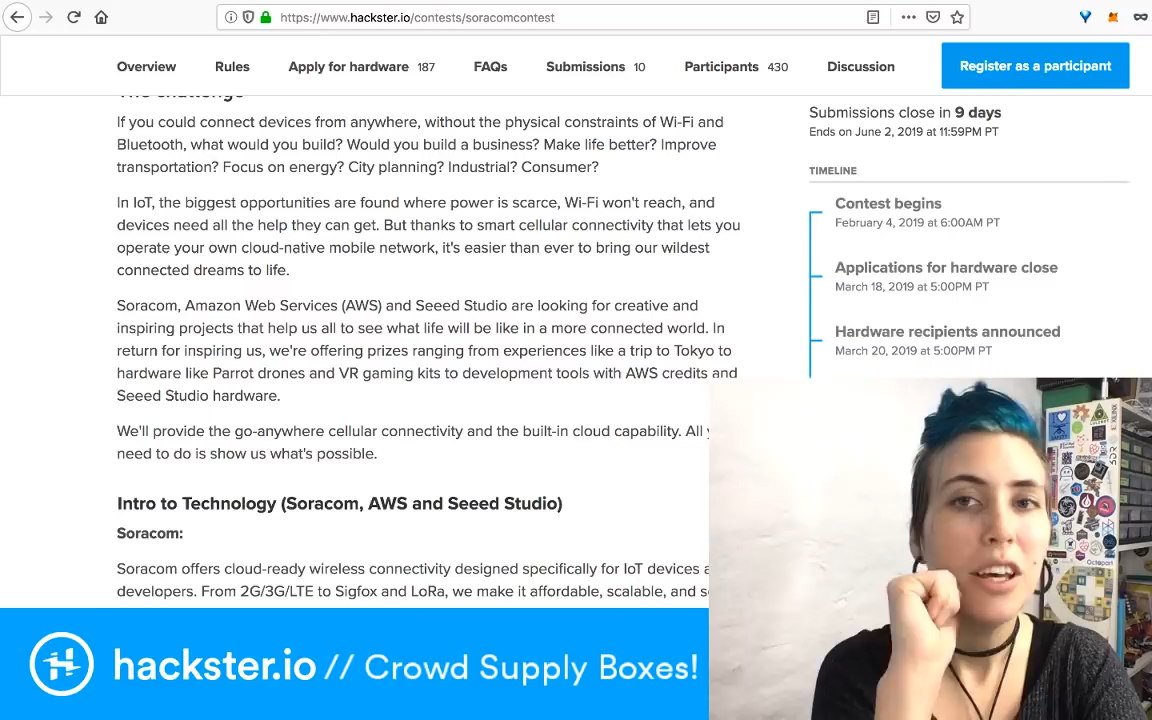 https://www.hackster.io/contests/soracomcontest
Overview Rules Apply for hardware 187 FAQs Submissions 10 Participants 430 Discussion Register as a participant
The challenge
If you could connect devices from anywhere, without the physical constraints of Wi-Fi and
Bluetooth, what would you build? Would you build a business? Make life better? Improve
transportation? Focus on energy? City planning? Industrial? Consumer?
In IoT, the biggest opportunities are found where power is scarce, Wi-Fi won't reach, and
devices need all the help they can get. But thanks to smart cellular connectivity that lets you
operate your own cloud-native mobile network, it's easier than ever to bring our wildest
connected dreams to life.
Soracom, Amazon Web Services (AWS) and Seeed Studio are looking for creative and
inspiring projects that help us all to see what life will be like in a more connected world. In
return for inspiring us, we're offering prizes ranging from experiences like a trip to Tokyo to
hardware like Parrot drones and VR gaming kits to development tools with AWS credits and
Seeed Studio hardware.
We'll provide the go-anywhere cellular connectivity and the built-in cloud capability. All
need to do is show us what's possible.
Intro to Technology (Soracom, AWS and Seeed Studio)
Soracom:
Soracom offers cloud-ready wireless connectivity designed specifically for IoT devices
developers. From 2G/3G/LTE to Sigfox and LoRa, we make it affordable, scalable, and
Submissions close in 9 days
Ends on June 2, 2019 at 11:59PM PT
TIMELINE
Contest begins
February 4, 2019 at 6:00AM PT
Applications for hardware close
March 18, 2019 at 5:00PM PT
Hardware recipients announced
March 20, 2019 at 5:00PM PT
hackster.io // Crowd Supply Boxes!